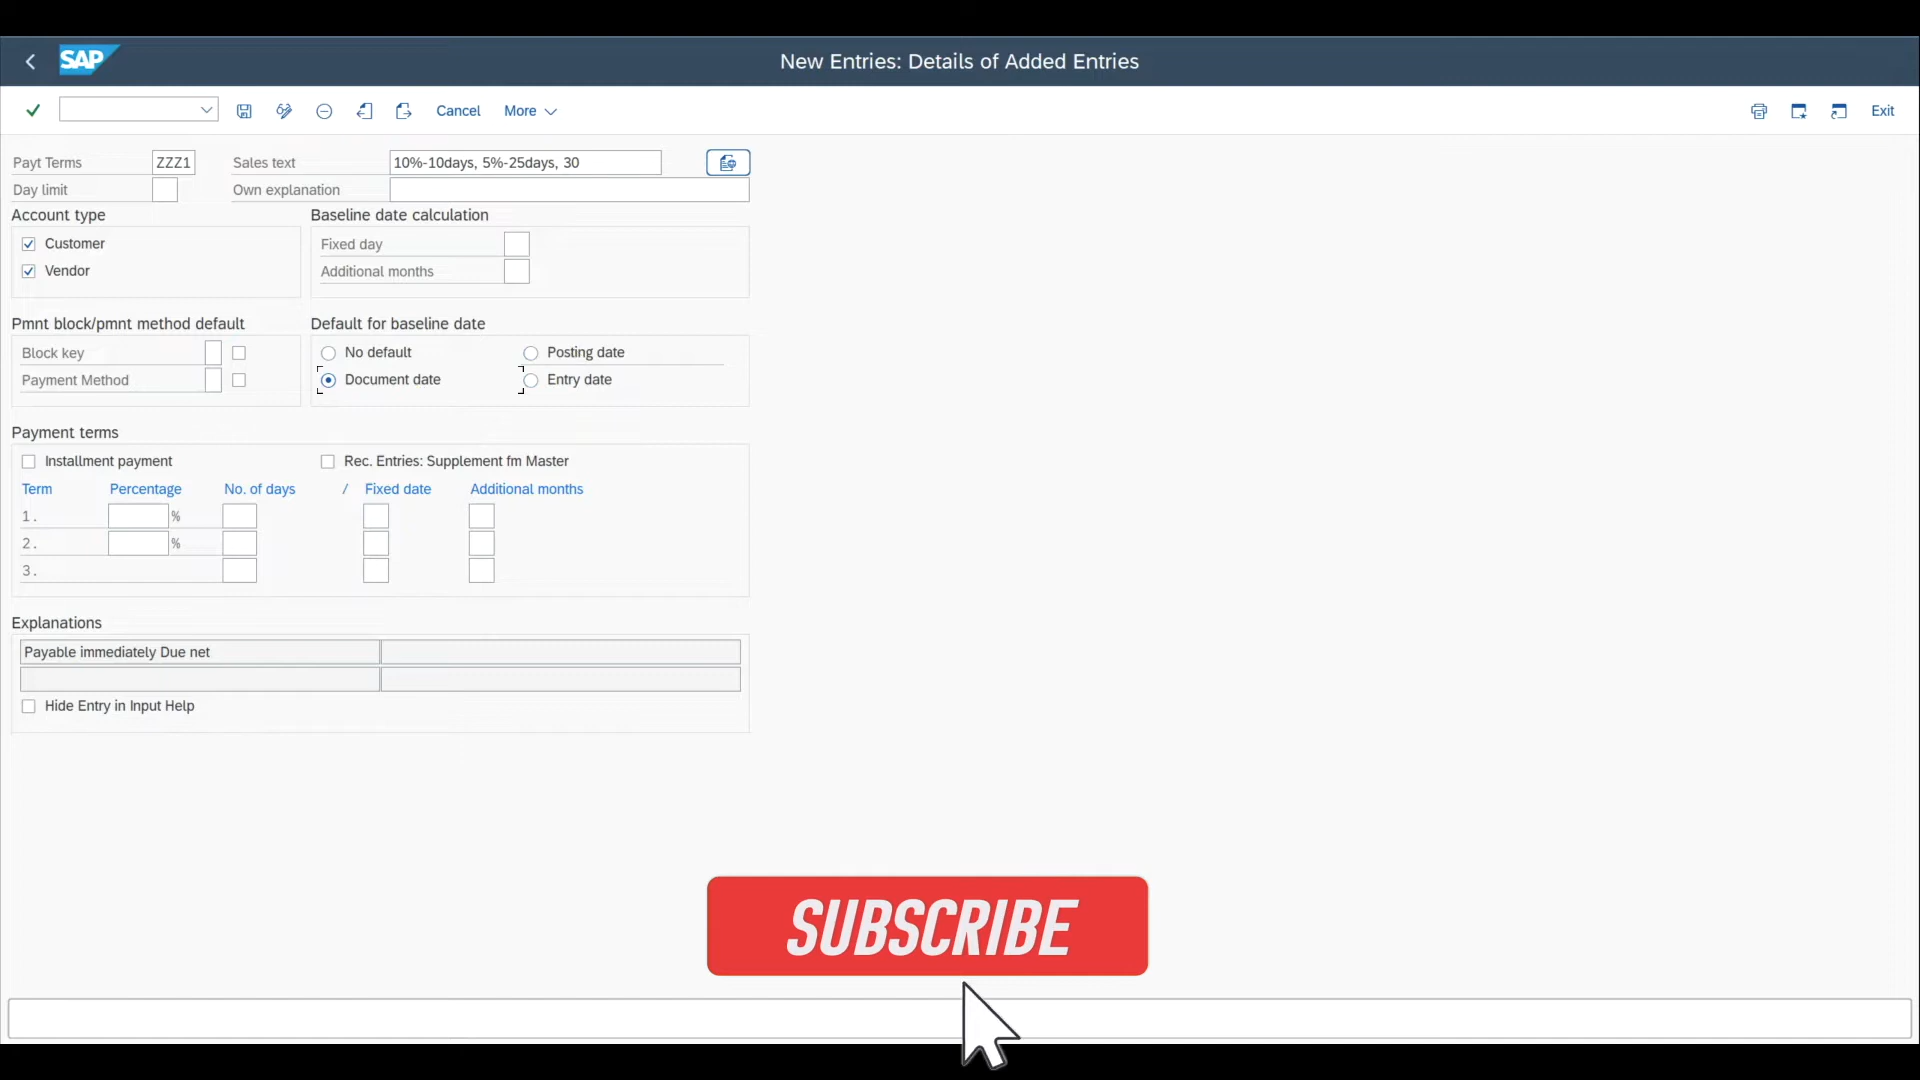 SAP New Entries: Details of Added Entries
Cancel More Exit
Payt Terms ZZZ1 Sales text 10%-10days, 5%-25days, 30
Day limit Own explanation
Account type Baseline date calculation
Customer Fixed day
Vendor Additional months
Pmnt block/pmnt method default Default for baseline date
Block key No default Posting date
Payment Method Document date Entry date
Payment terms
Installment payment Rec. Entries: Supplement fm Master
Term Percentage No. of days / Fixed date Additional months
1. %
2. %
3.
Explanations
Payable immediately Due net
Hide Entry in Input Help
SUBSCRIBE